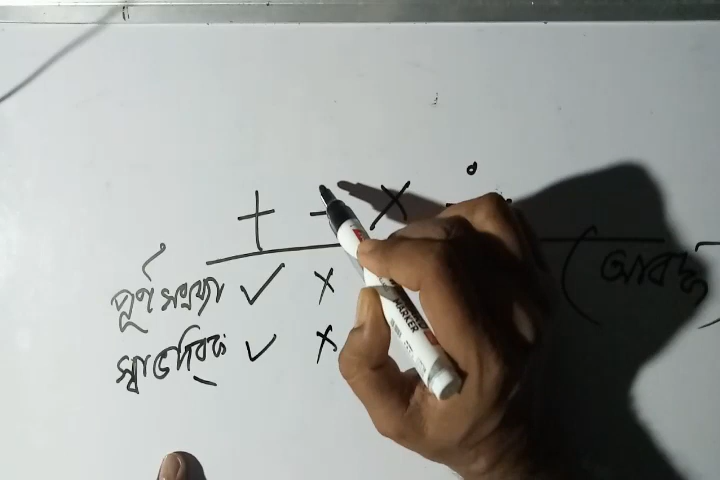 + - × ÷
(আবদ্ধ)
পূর্ণ সংখ্যা ✓ ×
স্বাভাবিক ✓ ×
MARKER